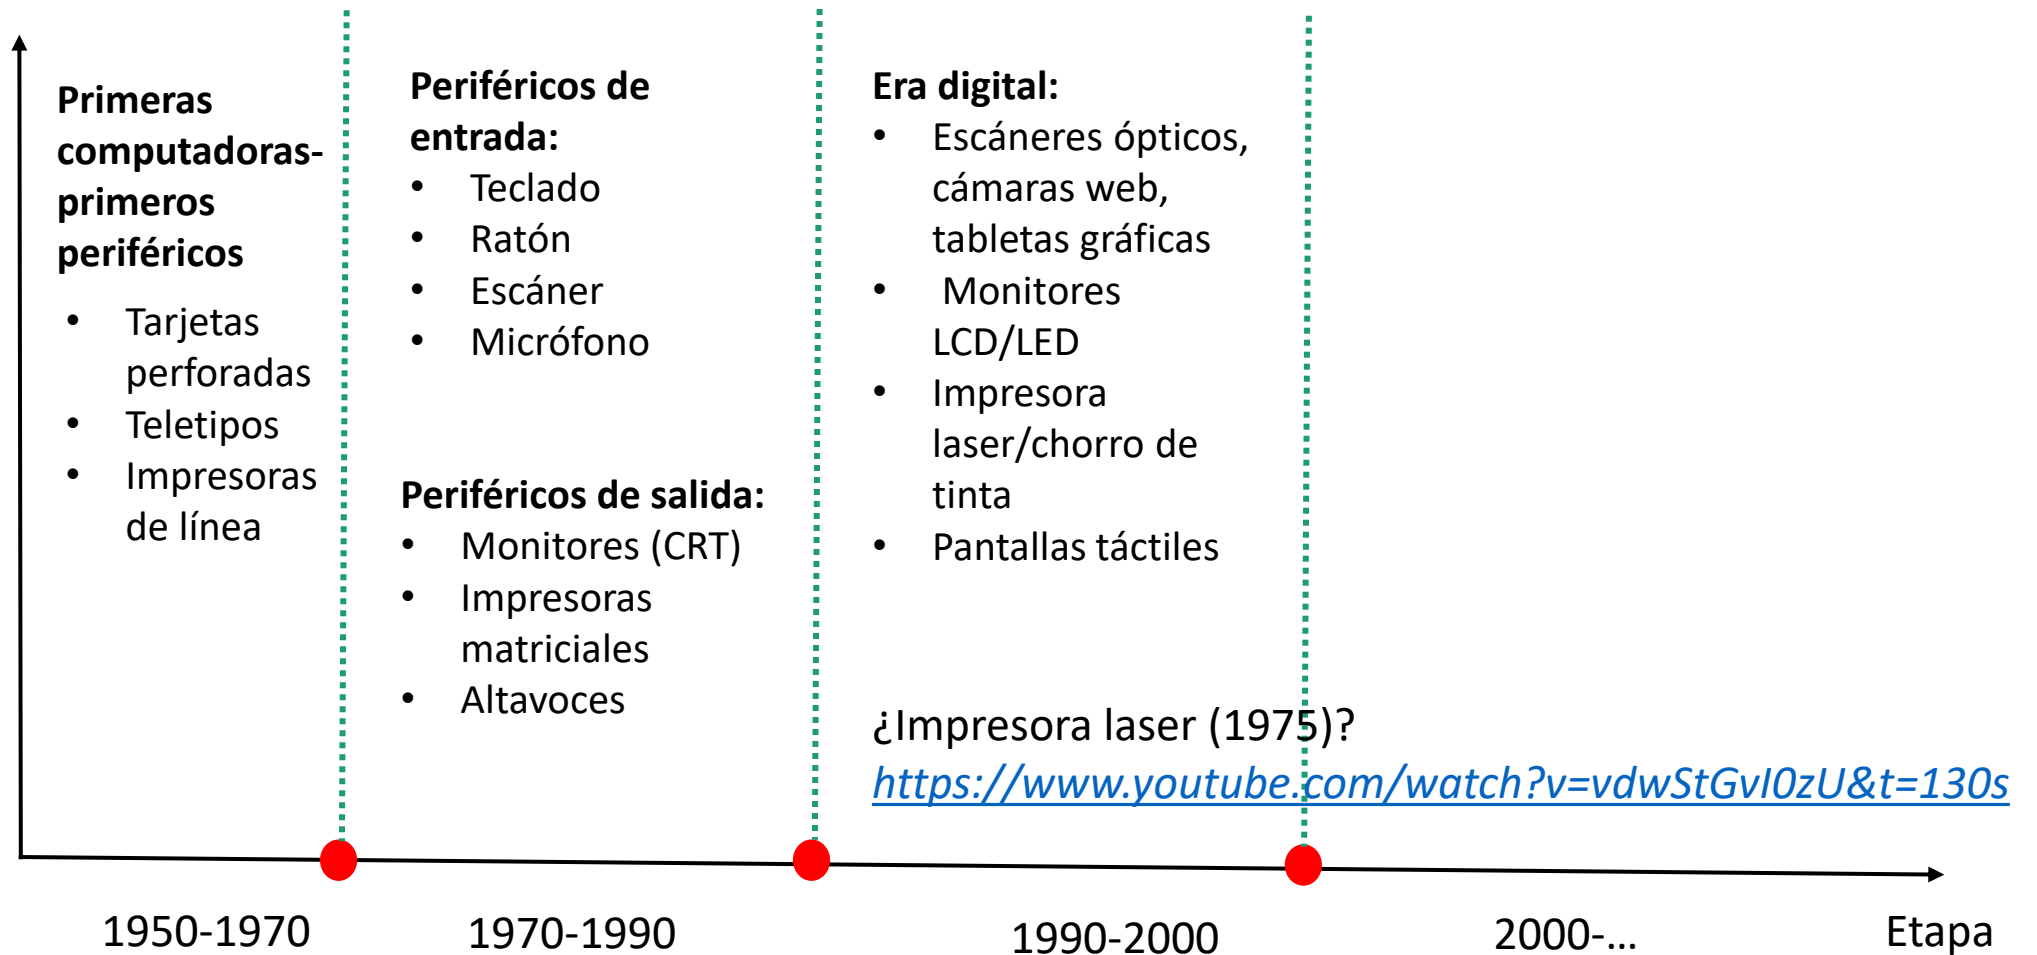 Primeras
computadoras-
primeros
periféricos
• Tarjetas
perforadas
• Teletipos
• Impresoras
de línea
Periféricos de
entrada:
• Teclado
• Ratón
• Escáner
• Micrófono
Periféricos de salida:
• Monitores (CRT)
• Impresoras
matriciales
• Altavoces
Era digital:
• Escáneres ópticos,
cámaras web,
tabletas gráficas
• Monitores
LCD/LED
• Impresora
laser/chorro de
tinta
• Pantallas táctiles
¿Impresora laser (1975)?
https://www.youtube.com/watch?v=vdwStGvI0zU&t=130s
1950-1970
1970-1990
1990-2000
2000-...
Etapa